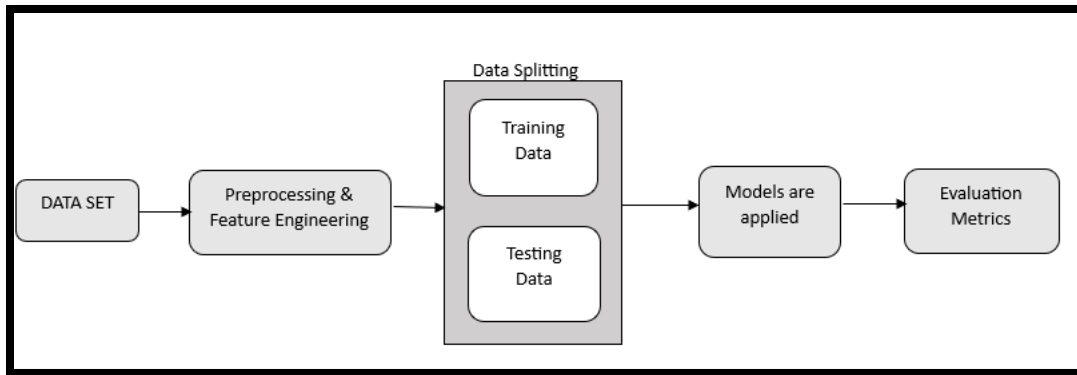 DATA SET
Preprocessing &
Feature Engineering
Data Splitting
Training
Data
Testing
Data
Models are
applied
Evaluation
Metrics